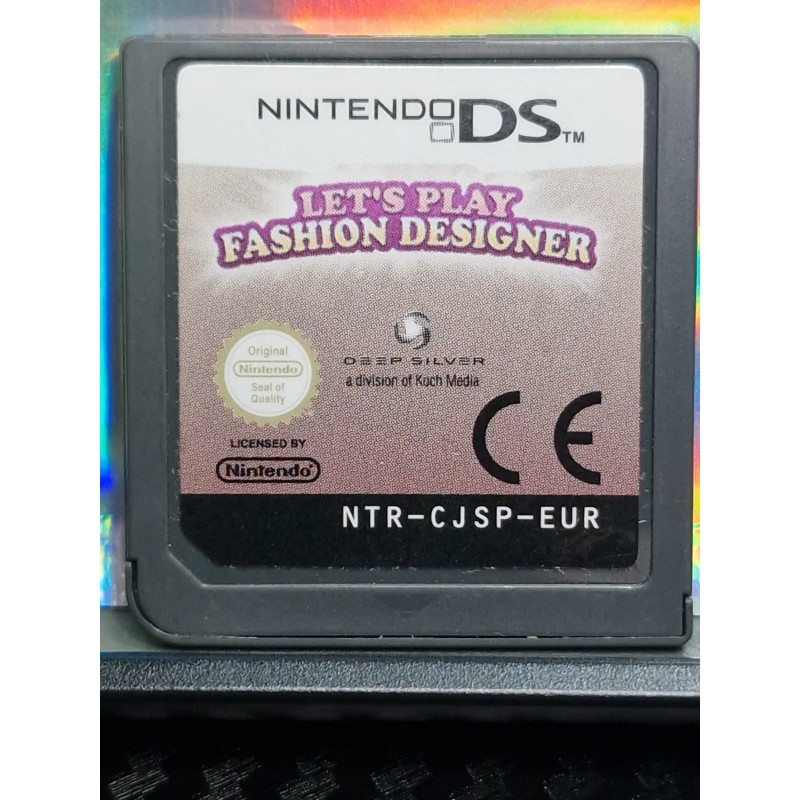 NINTENDO DS TM
LET'S PLAY
FASHION DESIGNER
DEEP SILVER
a division of Koch Media
Original
Nintendo
Seal of
Quality
LICENSED BY
Nintendo
CE
NTR-CJSP-EUR